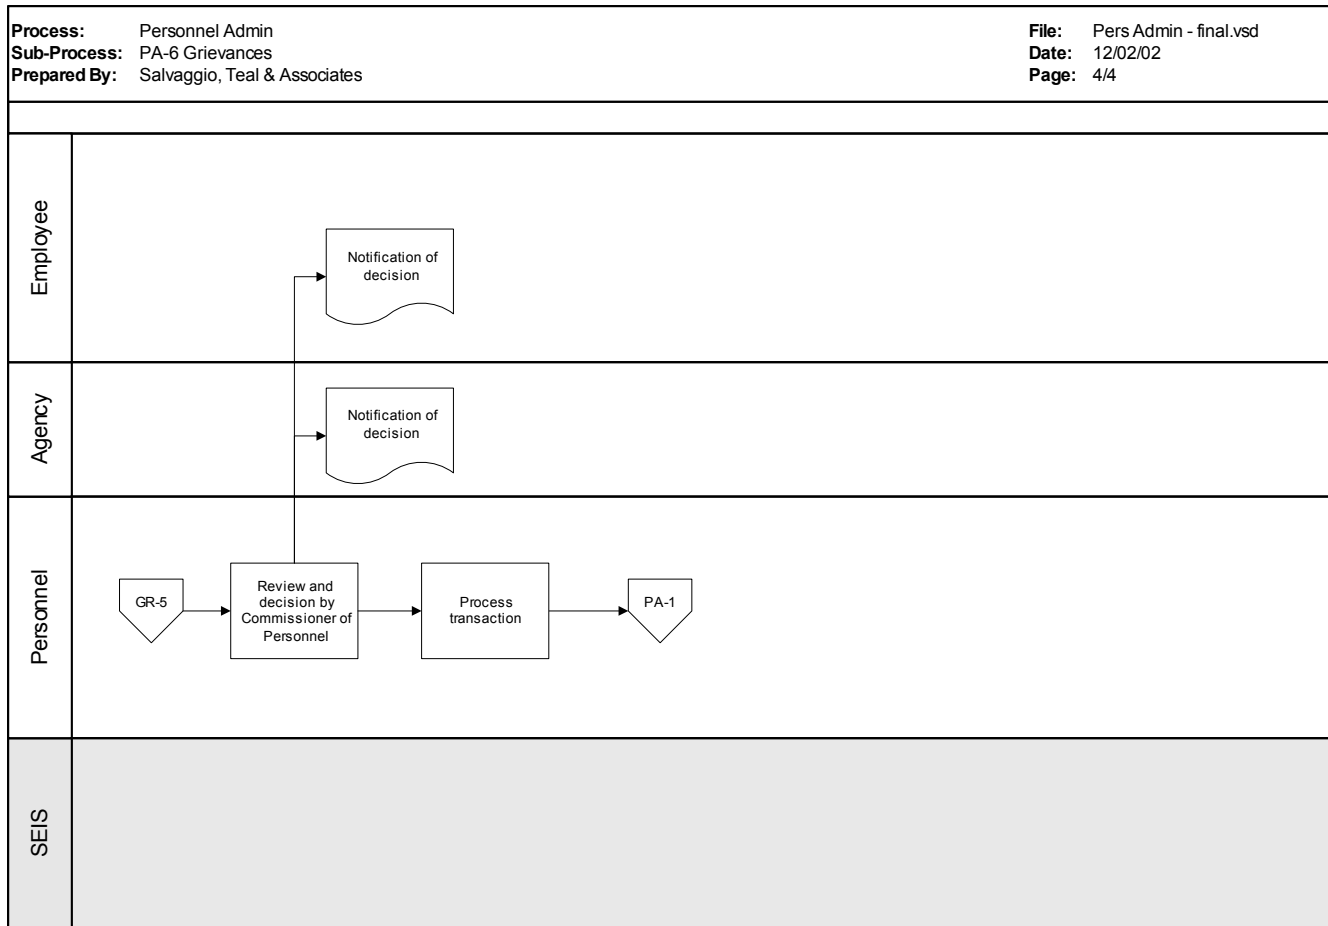 Process: Personnel Admin
Sub-Process: PA-6 Grievances
Prepared By: Salvaggio, Teal & Associates
File: Pers Admin - final.vsd
Date: 12/02/02
Page: 4/4
Employee
Notification of
decision
Agency
Notification of
decision
Personnel
GR-5
Review and
decision by
Commissioner of
Personnel
Process
transaction
PA-1
SEIS